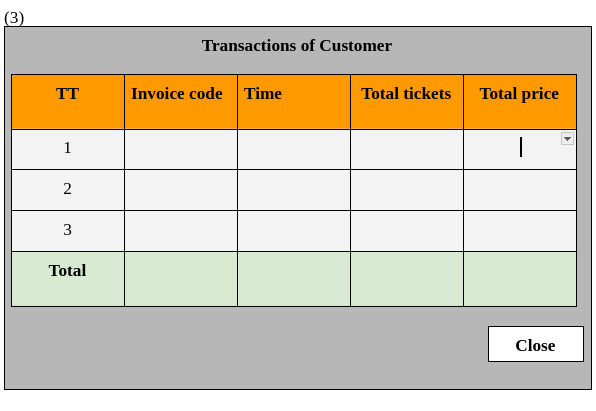 (3)
Transactions of Customer
TT Invoice code Time Total tickets Total price
1
2
3
Total
Close